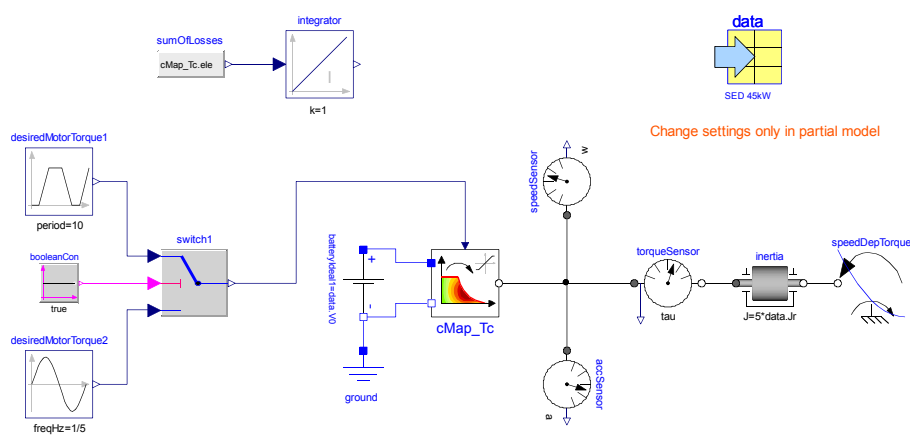 integrator
sumOfLosses
cMap_Tc.ele
I
k=1
data
SED 45kW
Change settings only in partial model
desiredMotorTorque1
period=10
booleanCon
true
switch1
desiredMotorTorque2
freqHz=1/5
batteryIdeal1=data.V0
+
-
ground
cMap_Tc
speedSensor
w
torqueSensor
tau
inertia
J=5*data.Jr
speedDepTorque
accSensor
a